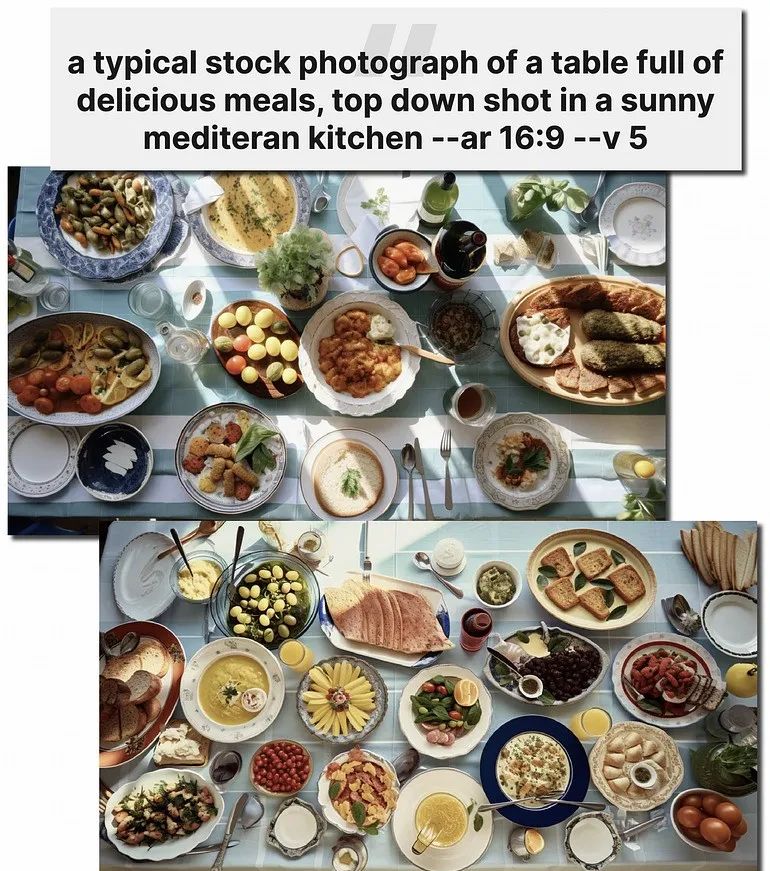 a typical stock photograph of a table full of
delicious meals, top down shot in a sunny
mediteran kitchen --ar 16:9 --v 5